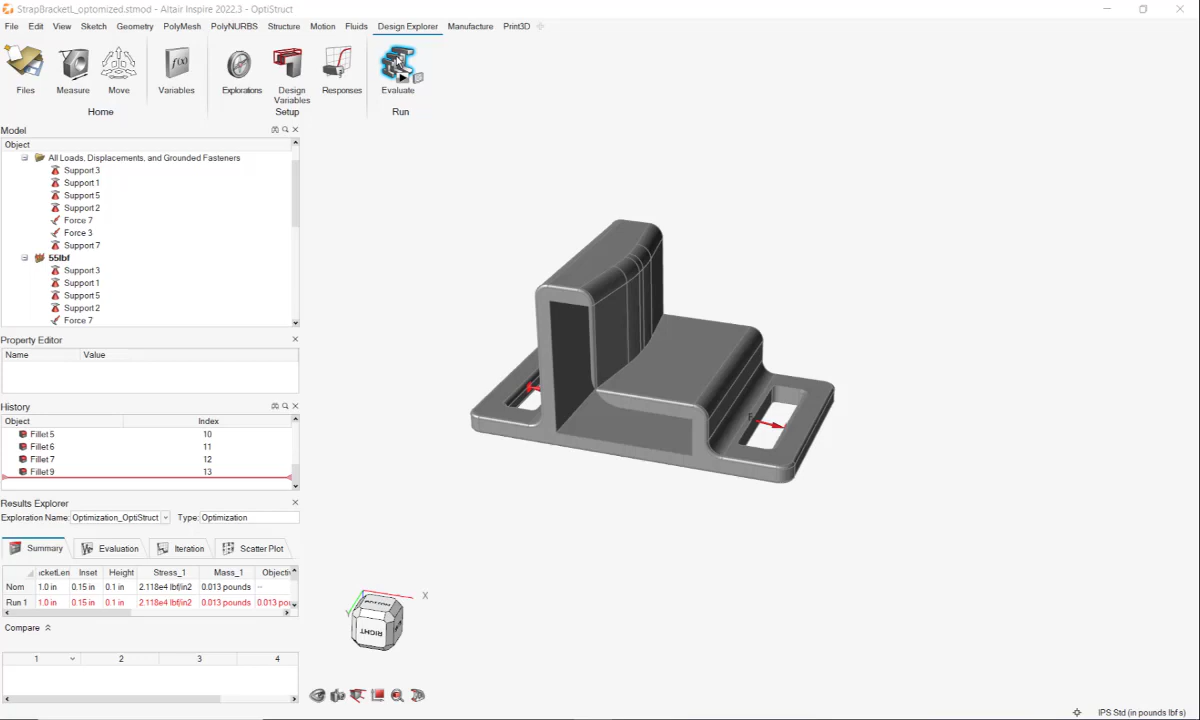 StrapBracketL_optomized.stmod - Altair Inspire 2022.3 - OptiStruct
File Edit View Sketch Geometry PolyMesh PolyNURBS Structure Motion Fluids Design Explorer Manufacture Print3D
f(x)
Files Measure Move Variables Explorations Design Variables Responses Evaluate
Home Setup Run
Model
Object
All Loads, Displacements, and Grounded Fasteners
Support 3
Support 1
Support 5
Support 2
Force 7
Force 3
Support 7
55lbf
Support 3
Support 1
Support 5
Support 2
Force 7
Property Editor
Name Value
History
Object Index
Fillet 5 10
Fillet 6 11
Fillet 7 12
Fillet 9 13
Results Explorer
Exploration Name: Optimization_OptiStruct Type: Optimization
Summary Evaluation Iteration Scatter Plot
cketLen Inset Height Stress_1 Mass_1 Objectiv
Nom 1.0 in 0.15 in 0.1 in 2.118e4 lbf/in2 0.013 pounds --
Run 1 1.0 in 0.15 in 0.1 in 2.118e4 lbf/in2 0.013 pounds 0.013 pou
Compare
1 2 3 4
F
X
Y
RIGHT
IPS Std (in pounds lbf s)